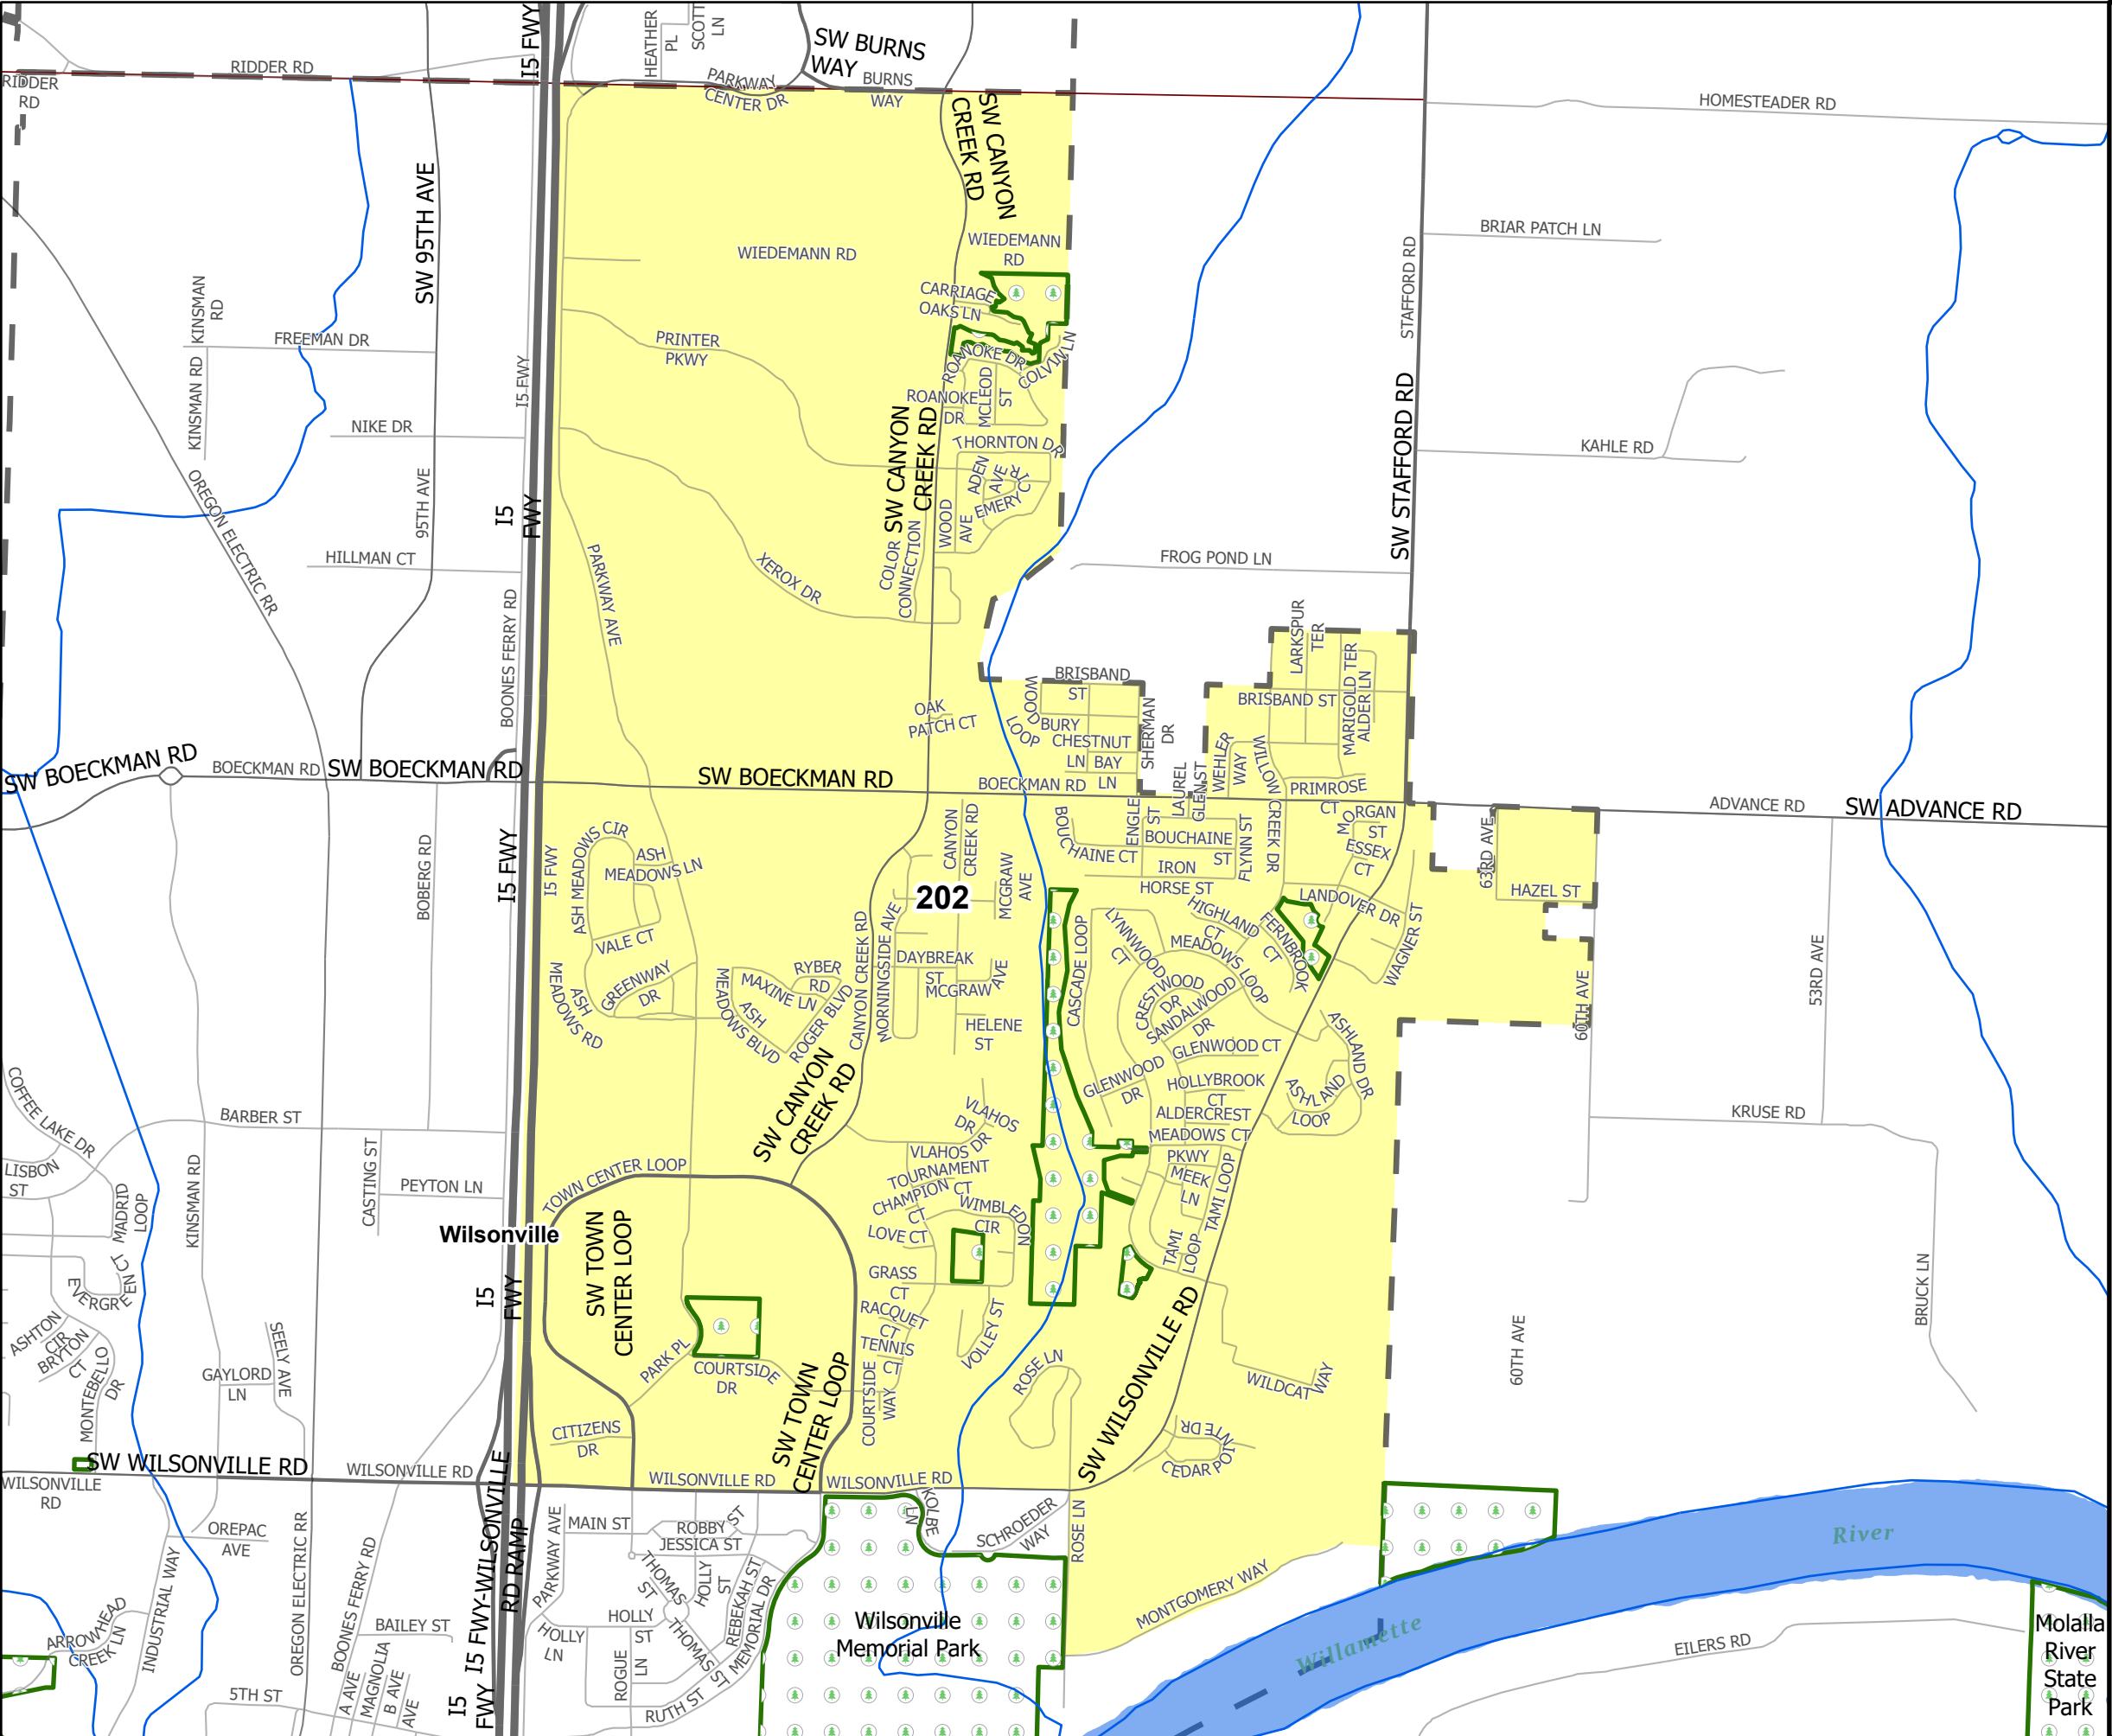 I5 FWY
HEATHER
PL
SCOTT
LN
SW BURNS
WAY
RIDDER RD
RIDDER
RD
PARKWAY
CENTER DR
BURNS
WAY
HOMESTEADER RD
SW CANYON
CREEK RD
SW 95TH AVE
WIEDEMANN RD
WIEDEMANN
RD
BRIAR PATCH LN
STAFFORD RD
KINSMAN
RD
CARRIAGE
OAKS LN
FREEMAN DR
PRINTER
PKWY
ROANOKE DR
COLVIN LN
KINSMAN RD
I5 FWY
ROANOKE
DR
MCLEOD
ST
NIKE DR
SW CANYON
CREEK RD
THORNTON DR
SW STAFFORD RD
KAHLE RD
ADEN
AVE
EMERY
CIR
OREGON ELECTRIC RR
95TH AVE
I5
FWY
WOOD
AVE
COLOR
CONNECTION
HILLMAN CT
XEROX DR
PARKWAY AVE
FROG POND LN
BOONES FERRY RD
LARKSPUR
TER
BRISBAND
ST
WOOD
BURY
LOOP
BRISBAND ST
MARIGOLD TER
ALDER LN
OAK
PATCH CT
CHESTNUT
LN
BAY
LN
SHERMAN
DR
WEHLER
WAY
WILLOW CREEK DR
SW BOECKMAN RD
BOECKMAN RD
SW BOECKMAN RD
SW BOECKMAN RD
BOECKMAN RD
LAUREL
GLEN ST
PRIMROSE
CT
ADVANCE RD
SW ADVANCE RD
MORGAN
ST
ENGLE
ST
BOUCHAINE CT
BOUCHAINE
ST
FLYNN ST
ESSEX
CT
63RD AVE
HAZEL ST
IRON
HORSE ST
ASH MEADOWS CIR
ASH
MEADOWS LN
CANYON
CREEK RD
MCGRAW
AVE
I5 FWY
I5 FWY
BOBERG RD
202
LANDOVER DR
HIGHLAND
CT
FERNBROOK
CT
WAGNER ST
VALE CT
GREENWAY
DR
ASH
MEADOWS RD
MAXINE LN
RYBER
RD
ASH
MEADOWS BLVD
ROGER BLVD
CANYON CREEK RD
MORNINGSIDE AVE
DAYBREAK
ST
MCGRAW
AVE
HELENE
ST
CASCADE LOOP
LYNNWOOD
CT
MEADOWS LOOP
CRESTWOOD
DR
SANDALWOOD
DR
GLENWOOD CT
GLENWOOD
DR
60TH AVE
53RD AVE
ASHLAND DR
ASHLAND
LOOP
HOLLYBROOK
CT
ALDERCREST
MEADOWS CT
PKWY
KRUSE RD
COFFEE LAKE DR
BARBER ST
SW CANYON
CREEK RD
VLAHOS
DR
VLAHOS DR
LISBON
ST
KINSMAN RD
CASTING ST
PEYTON LN
TOWN CENTER LOOP
TOURNAMENT
CT
CHAMPION
CT
WIMBLEDON
CIR
MEEK
LN
TAMI LOOP
MADRID
LOOP
Wilsonville
SW TOWN
CENTER LOOP
LOVE CT
TAMI
LOOP
EVERGREEN CT
I5
FWY
GRASS
CT
RACQUET
CT
TENNIS
CT
VOLLEY ST
SW WILSONVILLE RD
BRUCK LN
60TH AVE
ASHTON
CIR
BRYTON
CT
MONTEBELLO
DR
SEELY AVE
GAYLORD
LN
PARK PL
COURTSIDE
DR
SW TOWN
CENTER LOOP
COURTSIDE
WAY
ROSE LN
WILDCAT WAY
CITIZENS
DR
CEDAR POINTE DR
SW WILSONVILLE RD
WILSONVILLE RD
WILSONVILLE
RD
WILSONVILLE RD
WILSONVILLE RD
I5 FWY-WILSONVILLE
RD RAMP
OREPAC
AVE
OREGON ELECTRIC RR
INDUSTRIAL WAY
BOONES FERRY RD
PARKWAY AVE
MAIN ST
ROBBY ST
JESSICA ST
THOMAS
ST
HOLLY
ST
REBEKAH ST
MEMORIAL DR
KOLBE
LN
SCHROEDER
WAY
ROSE LN
River
MONTGOMERY WAY
Willamette
Wilsonville
Memorial Park
Molalla
River
State
Park
EILERS RD
ARROWHEAD
CREEK LN
BAILEY ST
HOLLY
LN
HOLLY
ST
THOMAS ST
ROGUE
LN
RUTH ST
5TH ST
A AVE
MAGNOLIA
AVE
B AVE
I5
FWY
I5 FWY